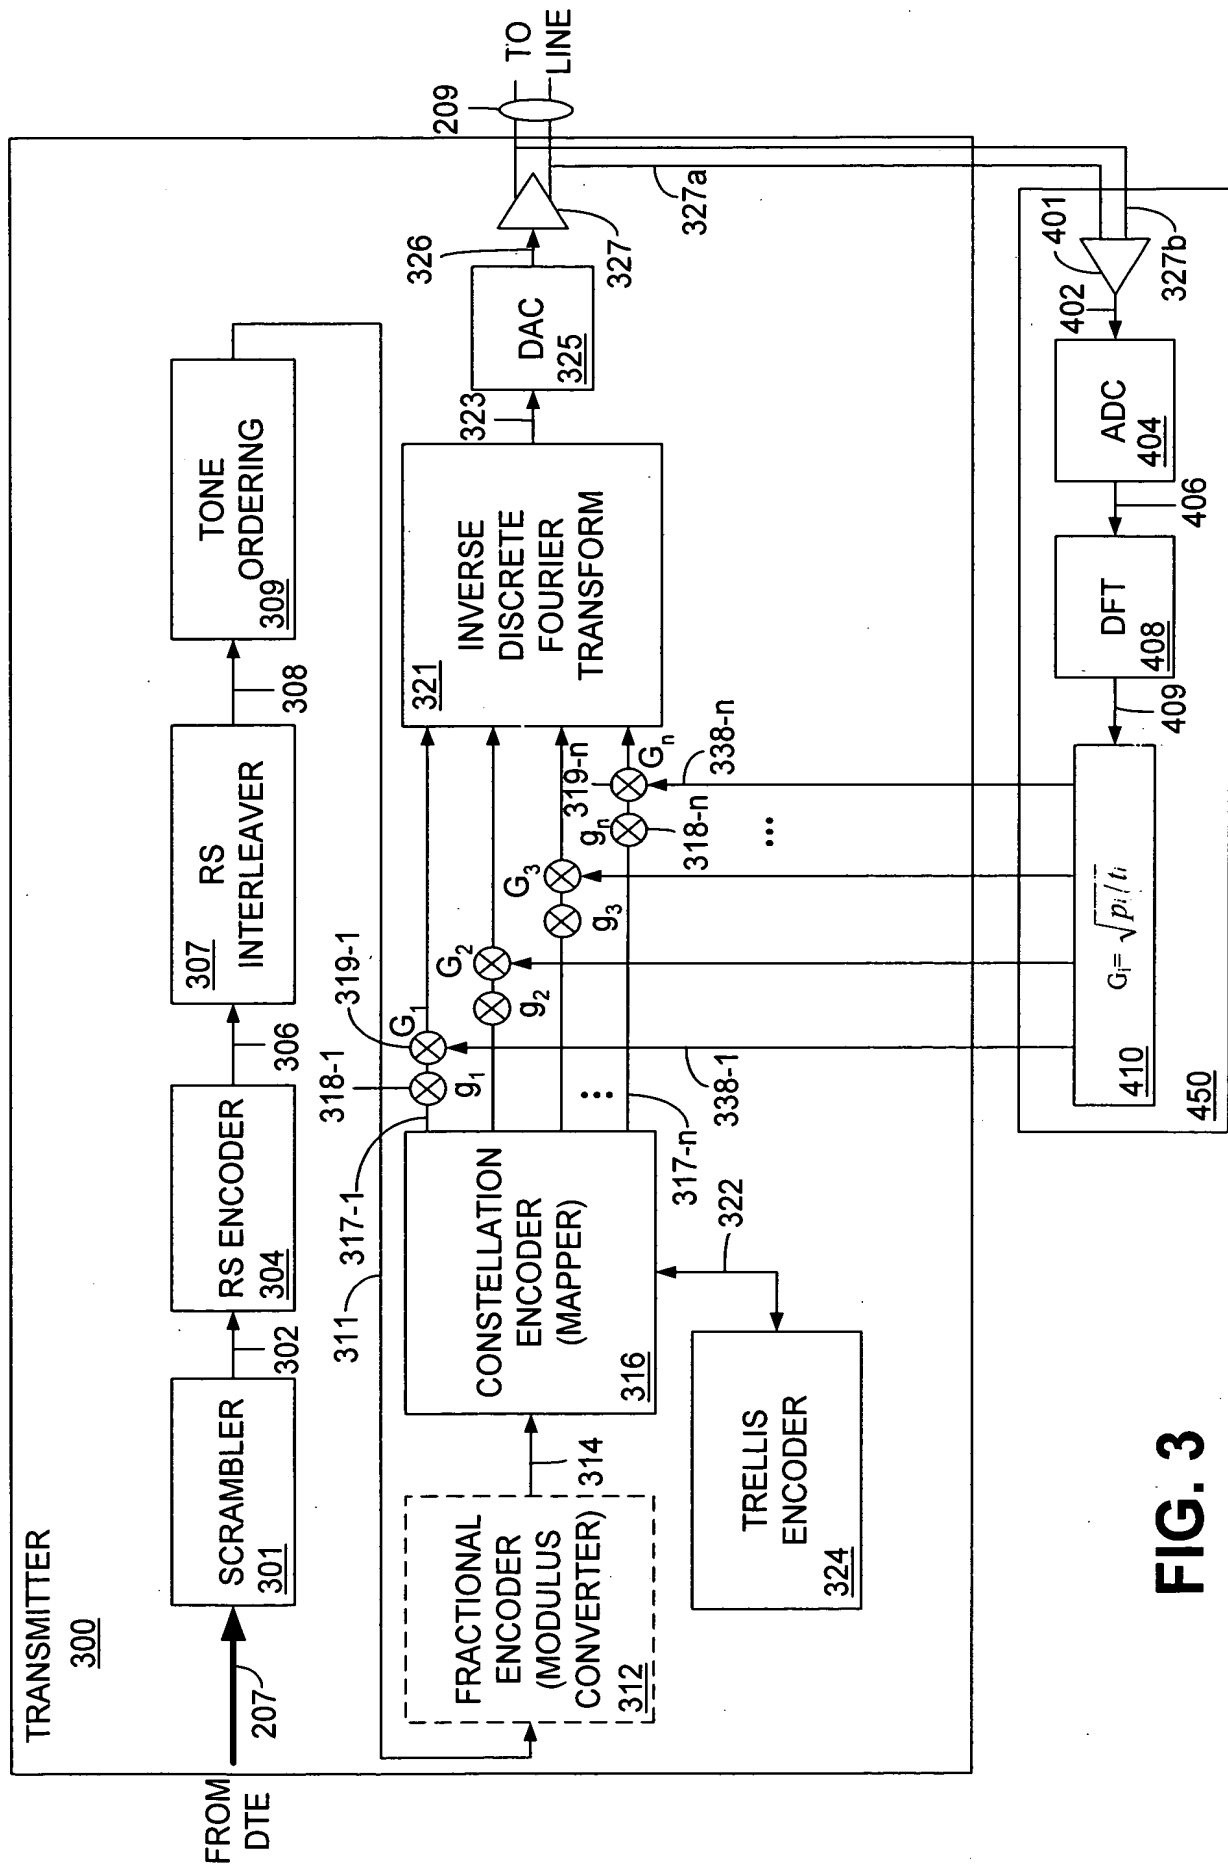 TRANSMITTER
300
FROM
DTE
207
SCRAMBLER
301
302
RS ENCODER
304
306
RS
INTERLEAVER
307
308
TONE
ORDERING
309
311
FRACTIONAL
ENCODER
(MODULUS
CONVERTER)
312
314
CONSTELLATION
ENCODER
(MAPPER)
316
322
TRELLIS
ENCODER
324
317-1
318-1
319-1
g1
G1
g2
G2
g3
G3
gn
Gn
...
317-n
318-n
319-n
338-1
338-n
...
INVERSE
DISCRETE
FOURIER
TRANSFORM
321
323
DAC
325
326
327
209
TO
LINE
327a
327b
401
402
ADC
404
406
DFT
408
409
Gi= √pi/ti
410
450
FIG. 3